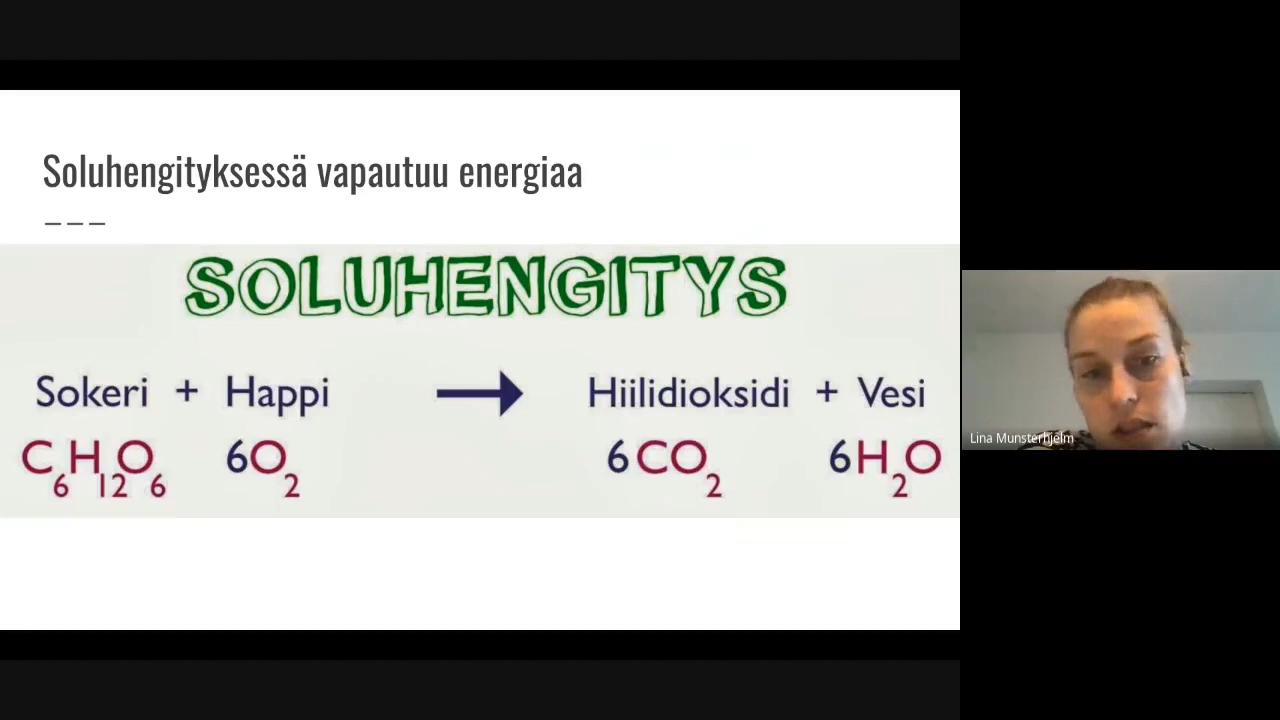 Soluhengityksessä vapautuu energiaa
SOLUHENGITYS
Sokeri + Happi → Hiilidioksidi + Vesi
C6H12O6 6O2 6CO2 6H2O
Lina Munsterhjelm